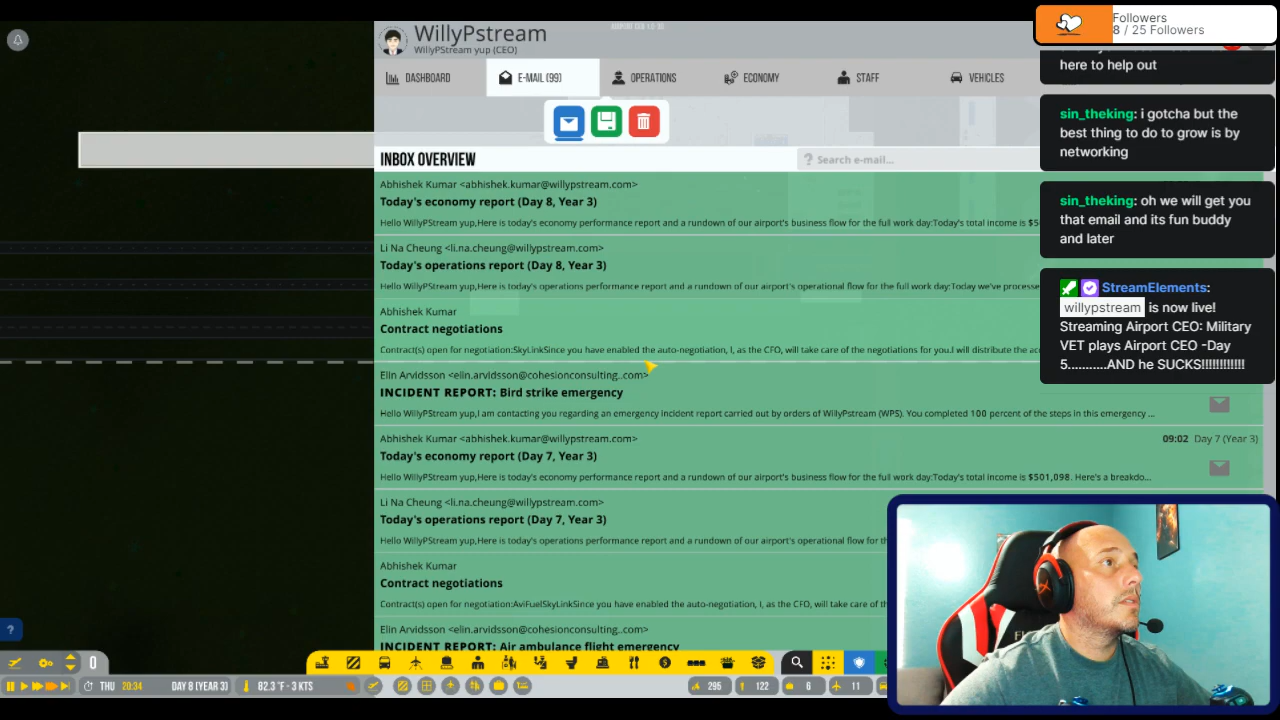 WillyPstream
WillyPStream yup (CEO)
DASHBOARD
E-MAIL (99)
OPERATIONS
ECONOMY
STAFF
VEHICLES
INBOX OVERVIEW
? Search e-mail...
Abhishek Kumar <abhishek.kumar@willypstream.com>
Today's economy report (Day 8, Year 3)
Hello WillyPStream yup,Here is today's economy performance report and a rundown of our airport's business flow for the full work day:Today's total income is
Li Na Cheung <li.na.cheung@willypstream.com>
Today's operations report (Day 8, Year 3)
Hello WillyPStream yup,Here is today's operations performance report and a rundown of our airport's operational flow for the full work day:Today we've processe
Abhishek Kumar
Contract negotiations
Contract(s) open for negotiation:SkyLinkSince you have enabled the auto-negotiation, I, as the CFO, will take care of the negotiations for you.I will distribute the
Elin Arvidsson <elin.arvidsson@cohesionconsulting..com>
INCIDENT REPORT: Bird strike emergency
Hello WillyPStream yup,I am contacting you regarding an emergency incident report carried out by orders of WillyPstream (WPS). You completed 100 percent of the steps in this emergency ...
Abhishek Kumar <abhishek.kumar@willypstream.com>
09:02 Day 7 (Year 3)
Today's economy report (Day 7, Year 3)
Hello WillyPStream yup,Here is today's economy performance report and a rundown of our airport's business flow for the full work day:Today's total income is $501,098. Here's a breakdo...
Li Na Cheung <li.na.cheung@willypstream.com>
Today's operations report (Day 7, Year 3)
Hello WillyPStream yup,Here is today's operations performance report and a rundown of our airport's operational flow for
Abhishek Kumar
Contract negotiations
Contract(s) open for negotiation:AviFuelSkyLinkSince you have enabled the auto-negotiation, I, as the CFO, will take care of
Elin Arvidsson <elin.arvidsson@cohesionconsulting..com>
INCIDENT REPORT: Air ambulance flight emergency
Followers
8 / 25 Followers
here to help out
sin_theking: i gotcha but the
best thing to do to grow is by
networking
sin_theking: oh we will get you
that email and its fun buddy
and later
StreamElements:
willypstream is now live!
Streaming Airport CEO: Military
VET plays Airport CEO -Day
5...........AND he SUCKS!!!!!!!!!!!!
?
0
THU 20:34
DAY 8 (YEAR 3)
82.3 °F - 3 KTS
295
122
6
11